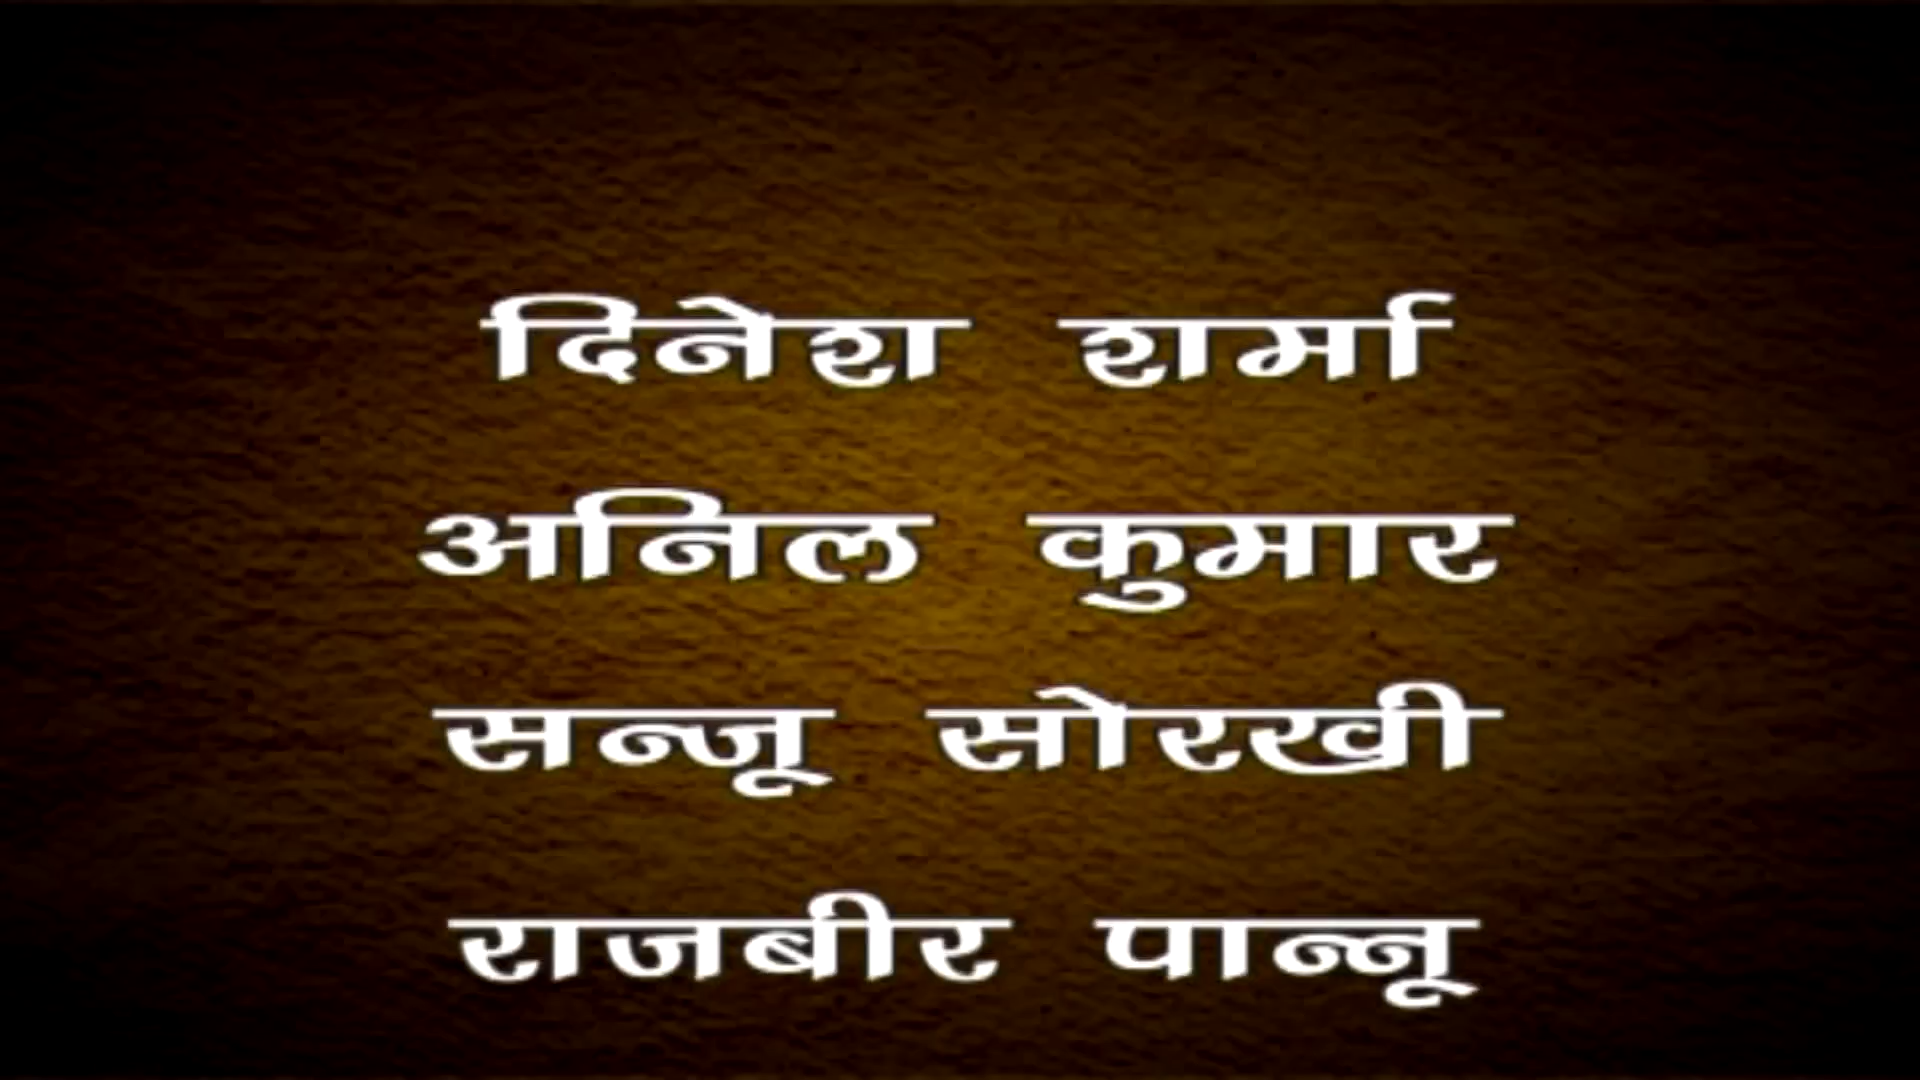 दिनेश शर्मा
अनिल कुमार
सन्जू सोरखी
राजबीर पान्नू